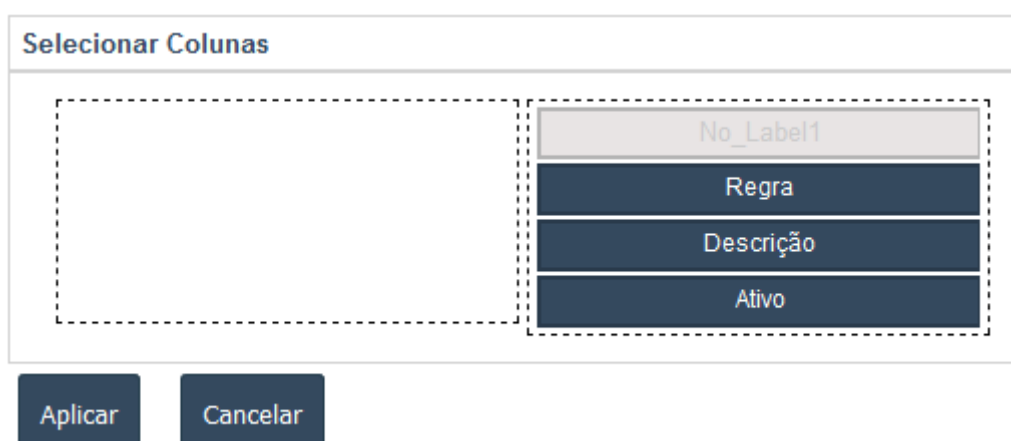 Selecionar Colunas
No_Label1
Regra
Descrição
Ativo
Aplicar
Cancelar